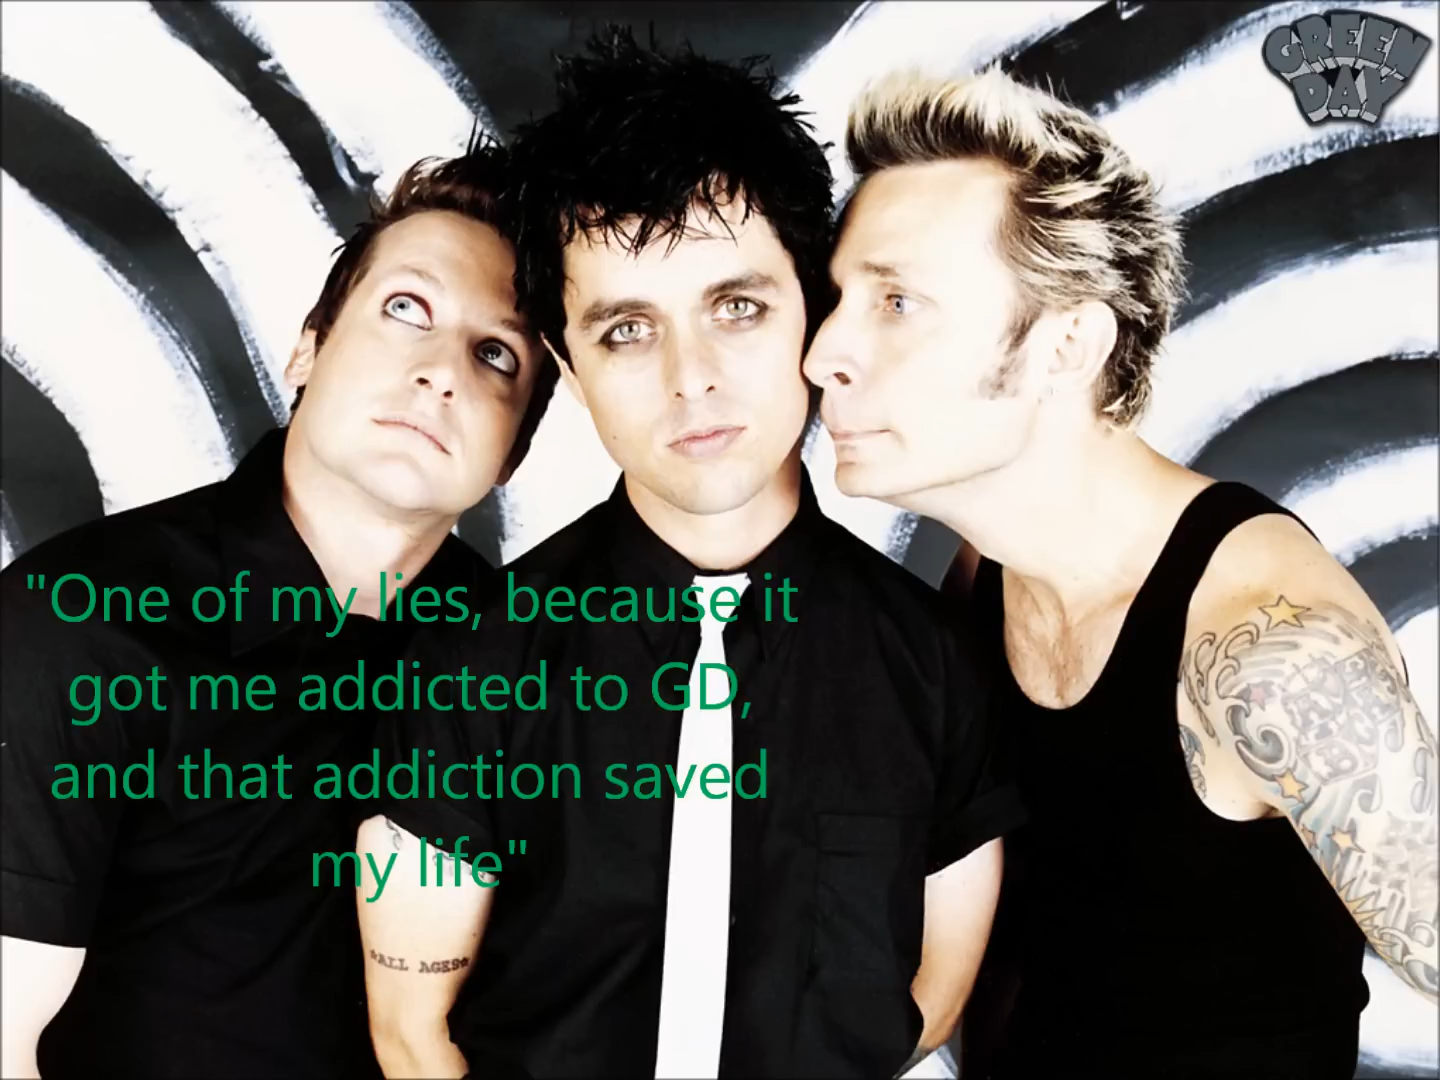 GREEN
DAY
"One of my lies, because it
got me addicted to GD,
and that addiction saved
my life"
*ALL AGES*